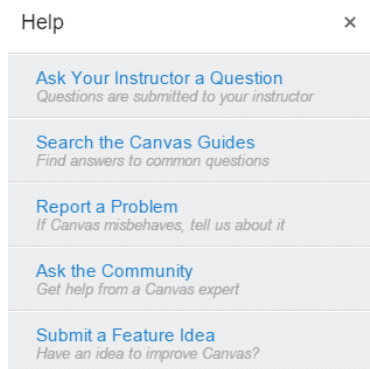 Help ×
Ask Your Instructor a Question
Questions are submitted to your instructor
Search the Canvas Guides
Find answers to common questions
Report a Problem
If Canvas misbehaves, tell us about it
Ask the Community
Get help from a Canvas expert
Submit a Feature Idea
Have an idea to improve Canvas?